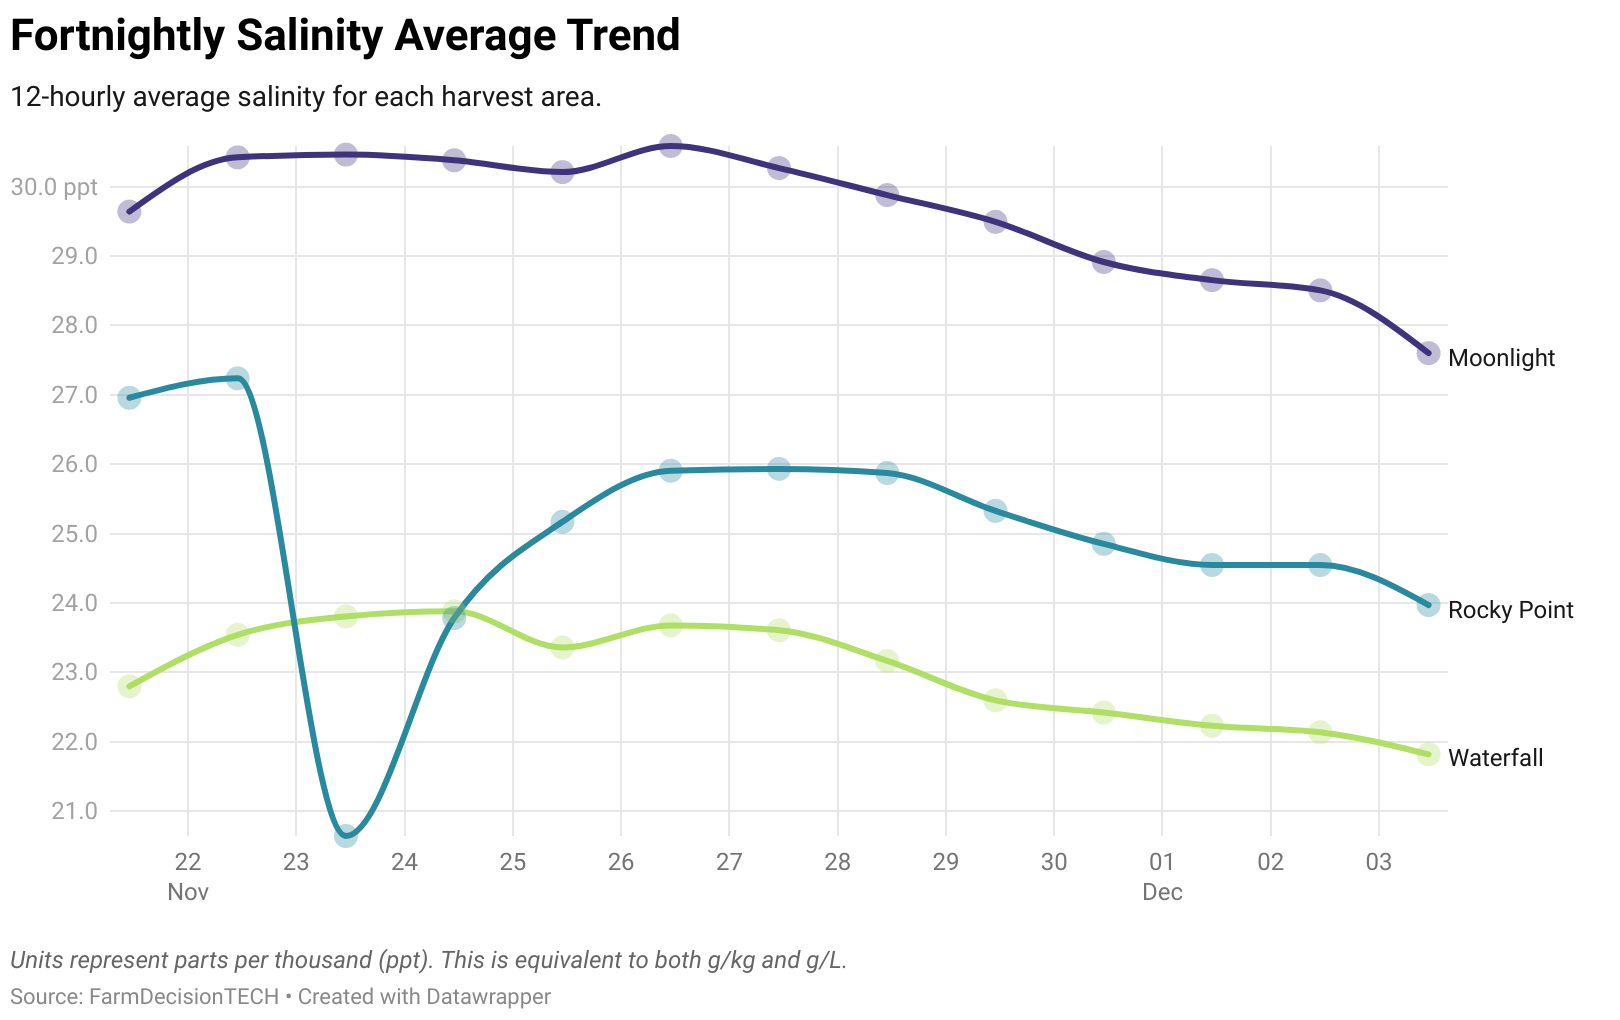 Fortnightly Salinity Average Trend
12-hourly average salinity for each harvest area.
30.0 ppt
29.0
28.0
Moonlight
27.0
26.0
25.0
24.0
Rocky Point
23.0
22.0
Waterfall
21.0
22 23 24 25 26 27 28 29 30 01 02 03
Nov Dec
Units represent parts per thousand (ppt). This is equivalent to both g/kg and g/L.
Source: FarmDecisionTECH • Created with Datawrapper